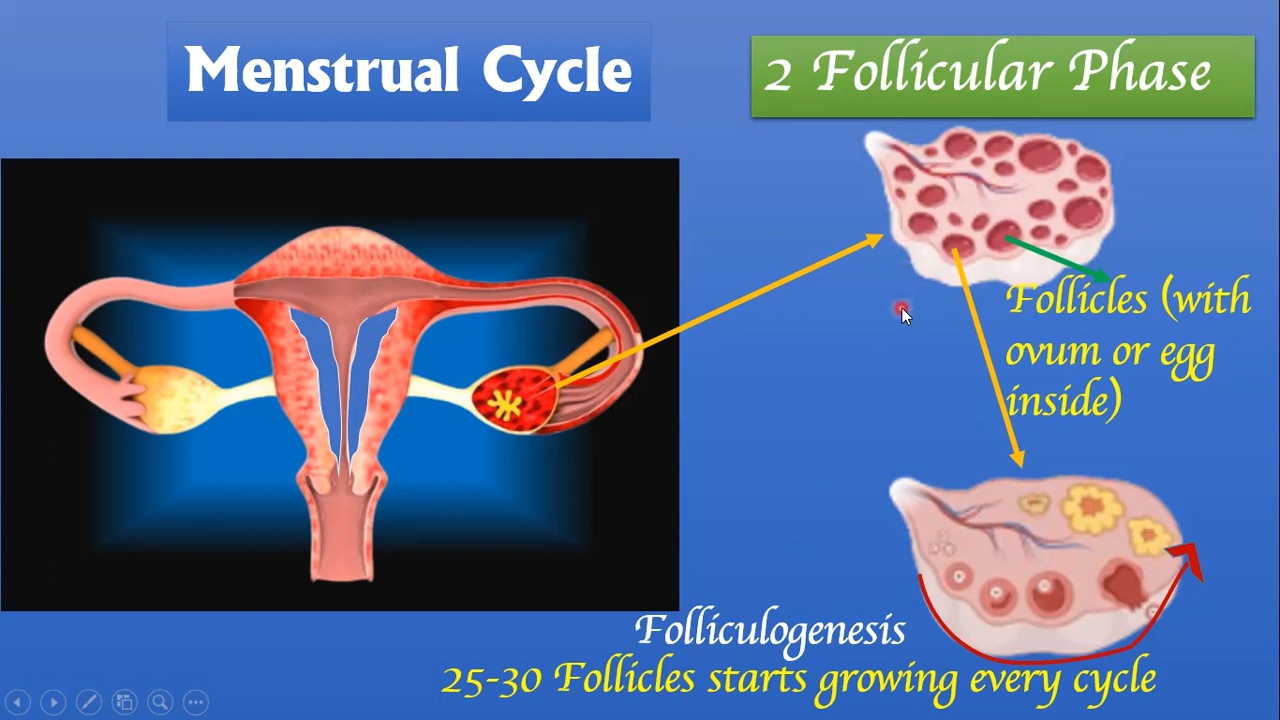 Menstrual Cycle
2 Follicular Phase
Follicles (with
ovum or egg
inside)
Folliculogenesis
25-30 Follicles starts growing every cycle